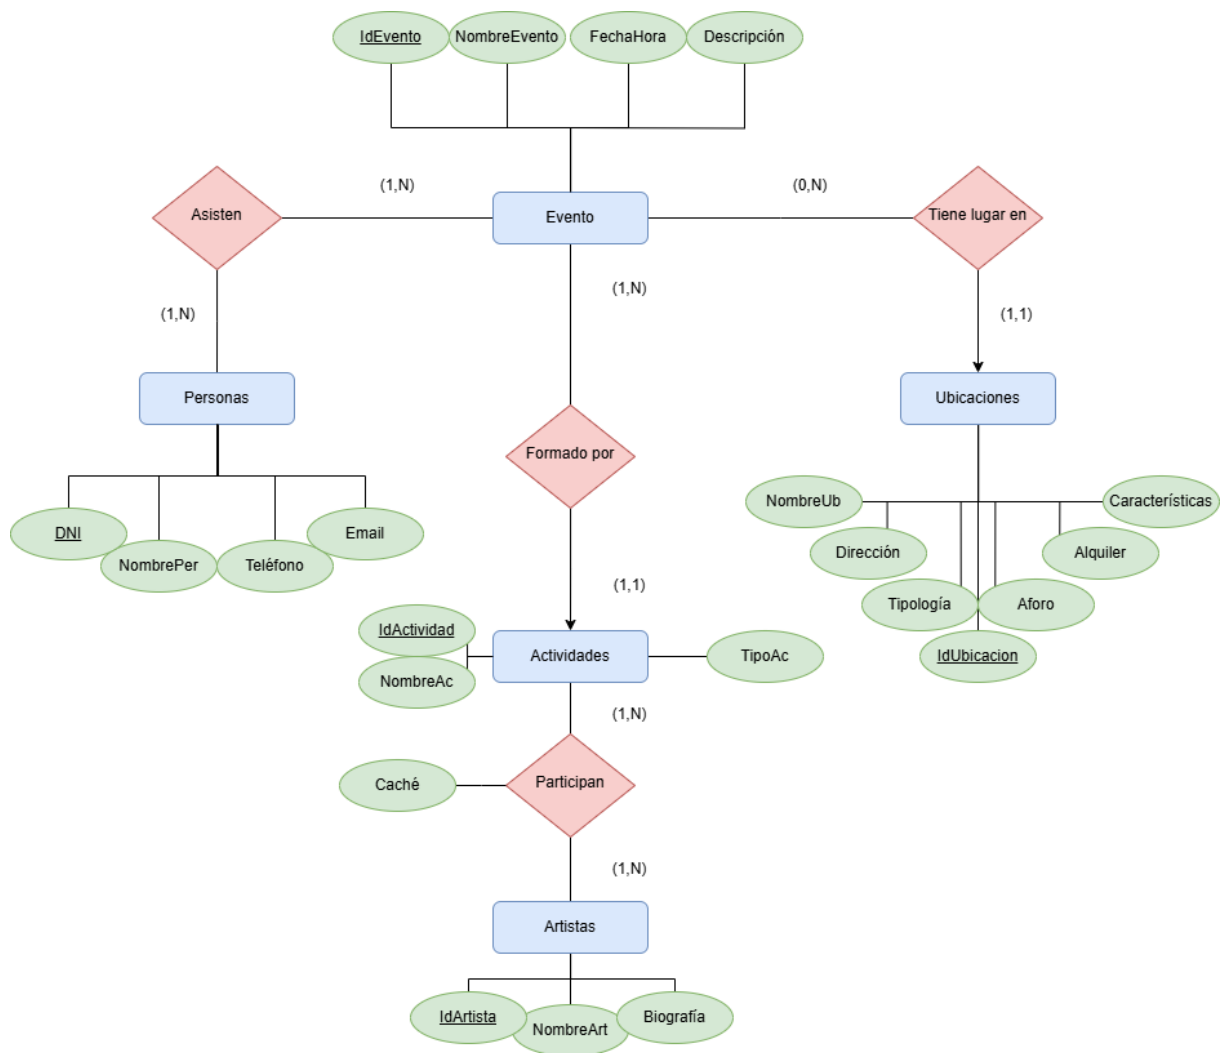 IdEvento
NombreEvento
FechaHora
Descripción
(1,N)
(0,N)
Asisten
Evento
Tiene lugar en
(1,N)
(1,N)
(1,1)
Personas
Ubicaciones
Formado por
DNI
NombrePer
Teléfono
Email
NombreUb
Dirección
Tipología
IdUbicacion
Aforo
Alquiler
Características
(1,1)
IdActividad
NombreAc
Actividades
TipoAc
(1,N)
Caché
Participan
(1,N)
Artistas
IdArtista
NombreArt
Biografía